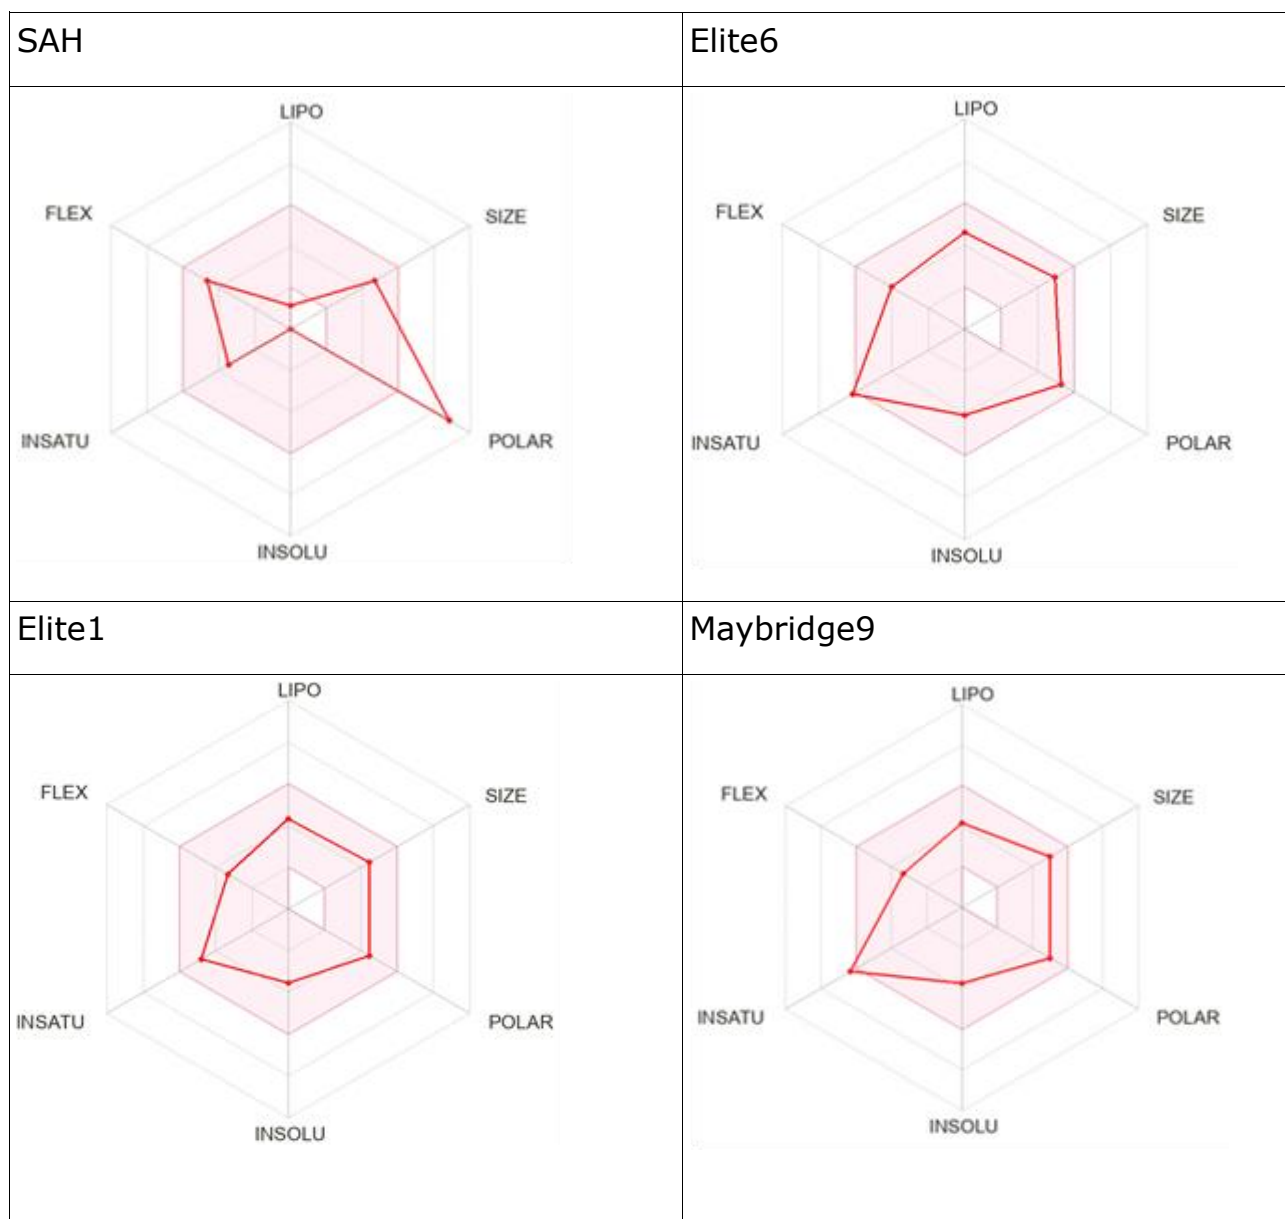 SAH
Elite6
LIPO
FLEX
SIZE
INSATU
POLAR
INSOLU
LIPO
FLEX
SIZE
INSATU
POLAR
INSOLU
Elite1
Maybridge9
LIPO
FLEX
SIZE
INSATU
POLAR
INSOLU
LIPO
FLEX
SIZE
INSATU
POLAR
INSOLU